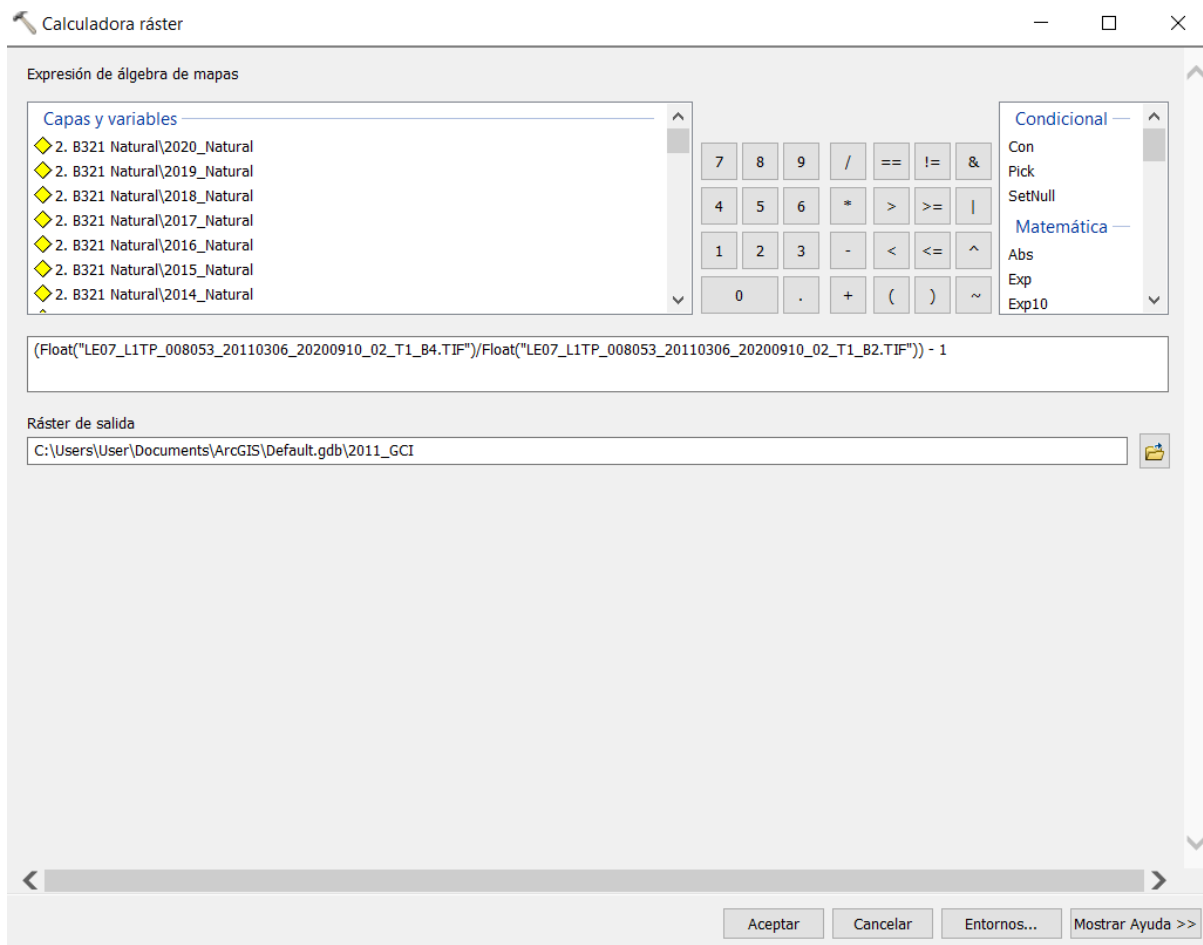 Calculadora ráster
Expresión de álgebra de mapas
Capas y variables
2. B321 Natural\2020_Natural
2. B321 Natural\2019_Natural
2. B321 Natural\2018_Natural
2. B321 Natural\2017_Natural
2. B321 Natural\2016_Natural
2. B321 Natural\2015_Natural
2. B321 Natural\2014_Natural
7 8 9 / == != &
4 5 6 * > >= |
1 2 3 - < <= ^
0 . + ( ) ~
Condicional
Con
Pick
SetNull
Matemática
Abs
Exp
Exp10
(Float("LE07_L1TP_008053_20110306_20200910_02_T1_B4.TIF")/Float("LE07_L1TP_008053_20110306_20200910_02_T1_B2.TIF")) - 1
Ráster de salida
C:\Users\User\Documents\ArcGIS\Default.gdb\2011_GCI
Aceptar Cancelar Entornos... Mostrar Ayuda >>